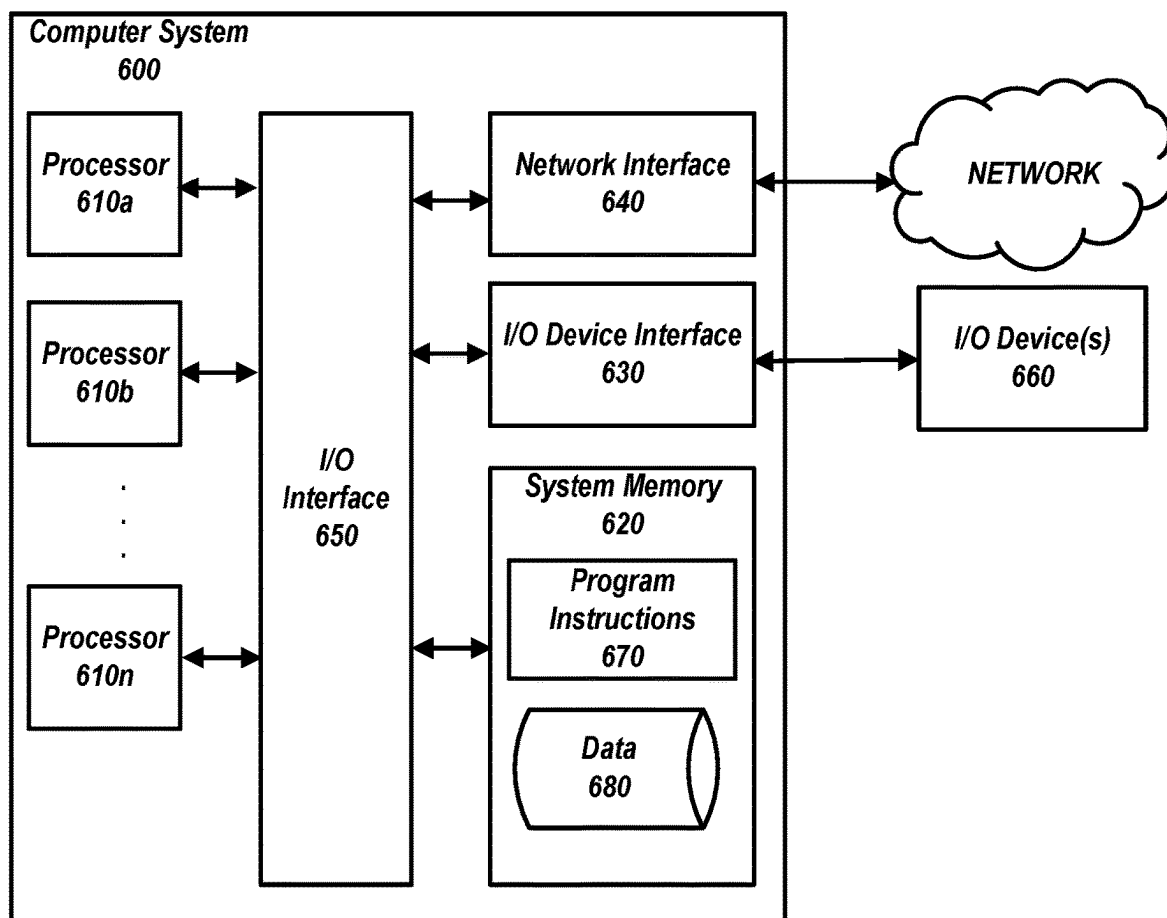 Computer System
600
Processor
610a
Processor
610b
.
.
.
Processor
610n
I/O
Interface
650
Network Interface
640
I/O Device Interface
630
System Memory
620
Program
Instructions
670
Data
680
NETWORK
I/O Device(s)
660